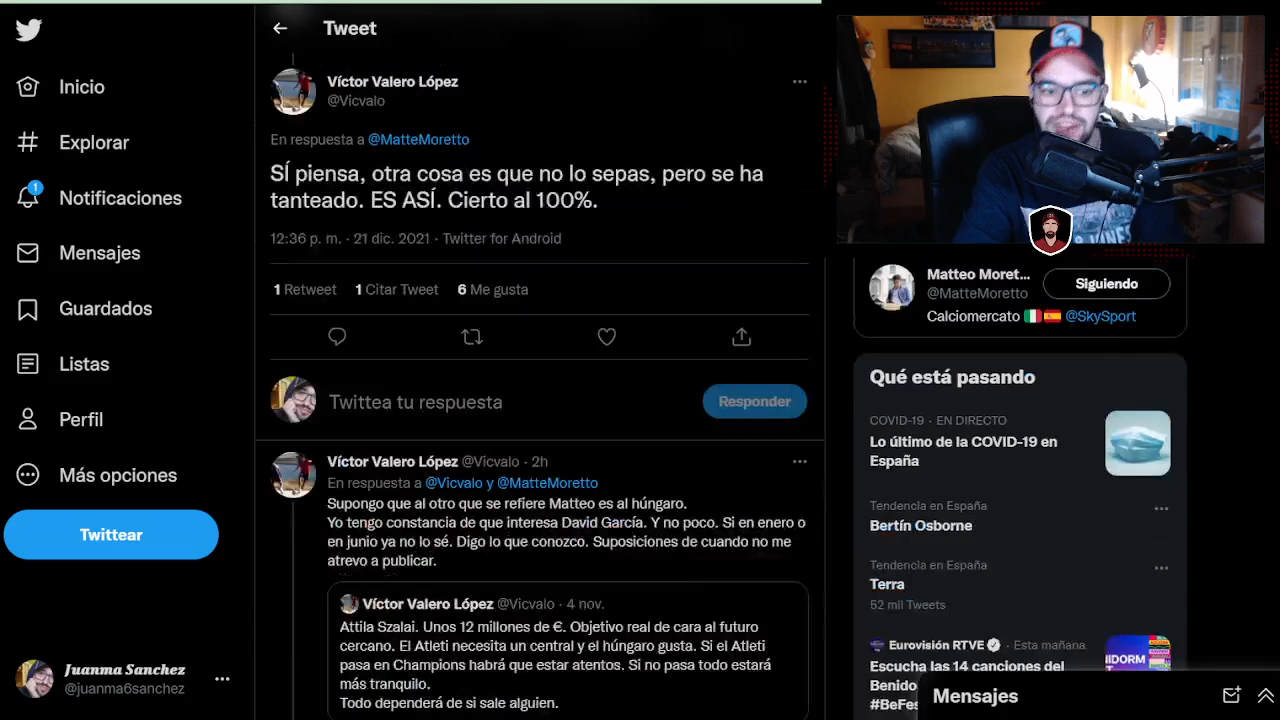 Inicio
Explorar
1
Notificaciones
Mensajes
Guardados
Listas
Perfil
Más opciones
Twittear
Juanma Sanchez
@juanma6sanchez
Tweet
Víctor Valero López
@Vicvalo
En respuesta a @MatteMoretto
SÍ piensa, otra cosa es que no lo sepas, pero se ha
tanteado. ES ASÍ. Cierto al 100%.
12:36 p. m. · 21 dic. 2021 · Twitter for Android
1 Retweet 1 Citar Tweet 6 Me gusta
Twittea tu respuesta
Responder
Víctor Valero López @Vicvalo · 2h
En respuesta a @Vicvalo y @MatteMoretto
Supongo que al otro que se refiere Matteo es al húngaro.
Yo tengo constancia de que interesa David García. Y no poco. Si en enero o
en junio ya no lo sé. Digo lo que conozco. Suposiciones de cuando no me
atrevo a publicar.
Víctor Valero López @Vicvalo · 4 nov.
Attila Szalai. Unos 12 millones de €. Objetivo real de cara al futuro
cercano. El Atleti necesita un central y el húngaro gusta. Si el Atleti
pasa en Champions habrá que estar atentos. Si no pasa todo estará
más tranquilo.
Todo dependerá de si sale alguien.
Matteo Moret...
@MatteMoretto
Siguiendo
Calciomercato @SkySport
Qué está pasando
COVID-19 · EN DIRECTO
Lo último de la COVID-19 en
España
Tendencia en España
Bertín Osborne
Tendencia en España
Terra
52 mil Tweets
Eurovisión RTVE · Esta mañana
Escucha las 14 canciones del
Benido
#BeFes
NIDORM
Mensajes